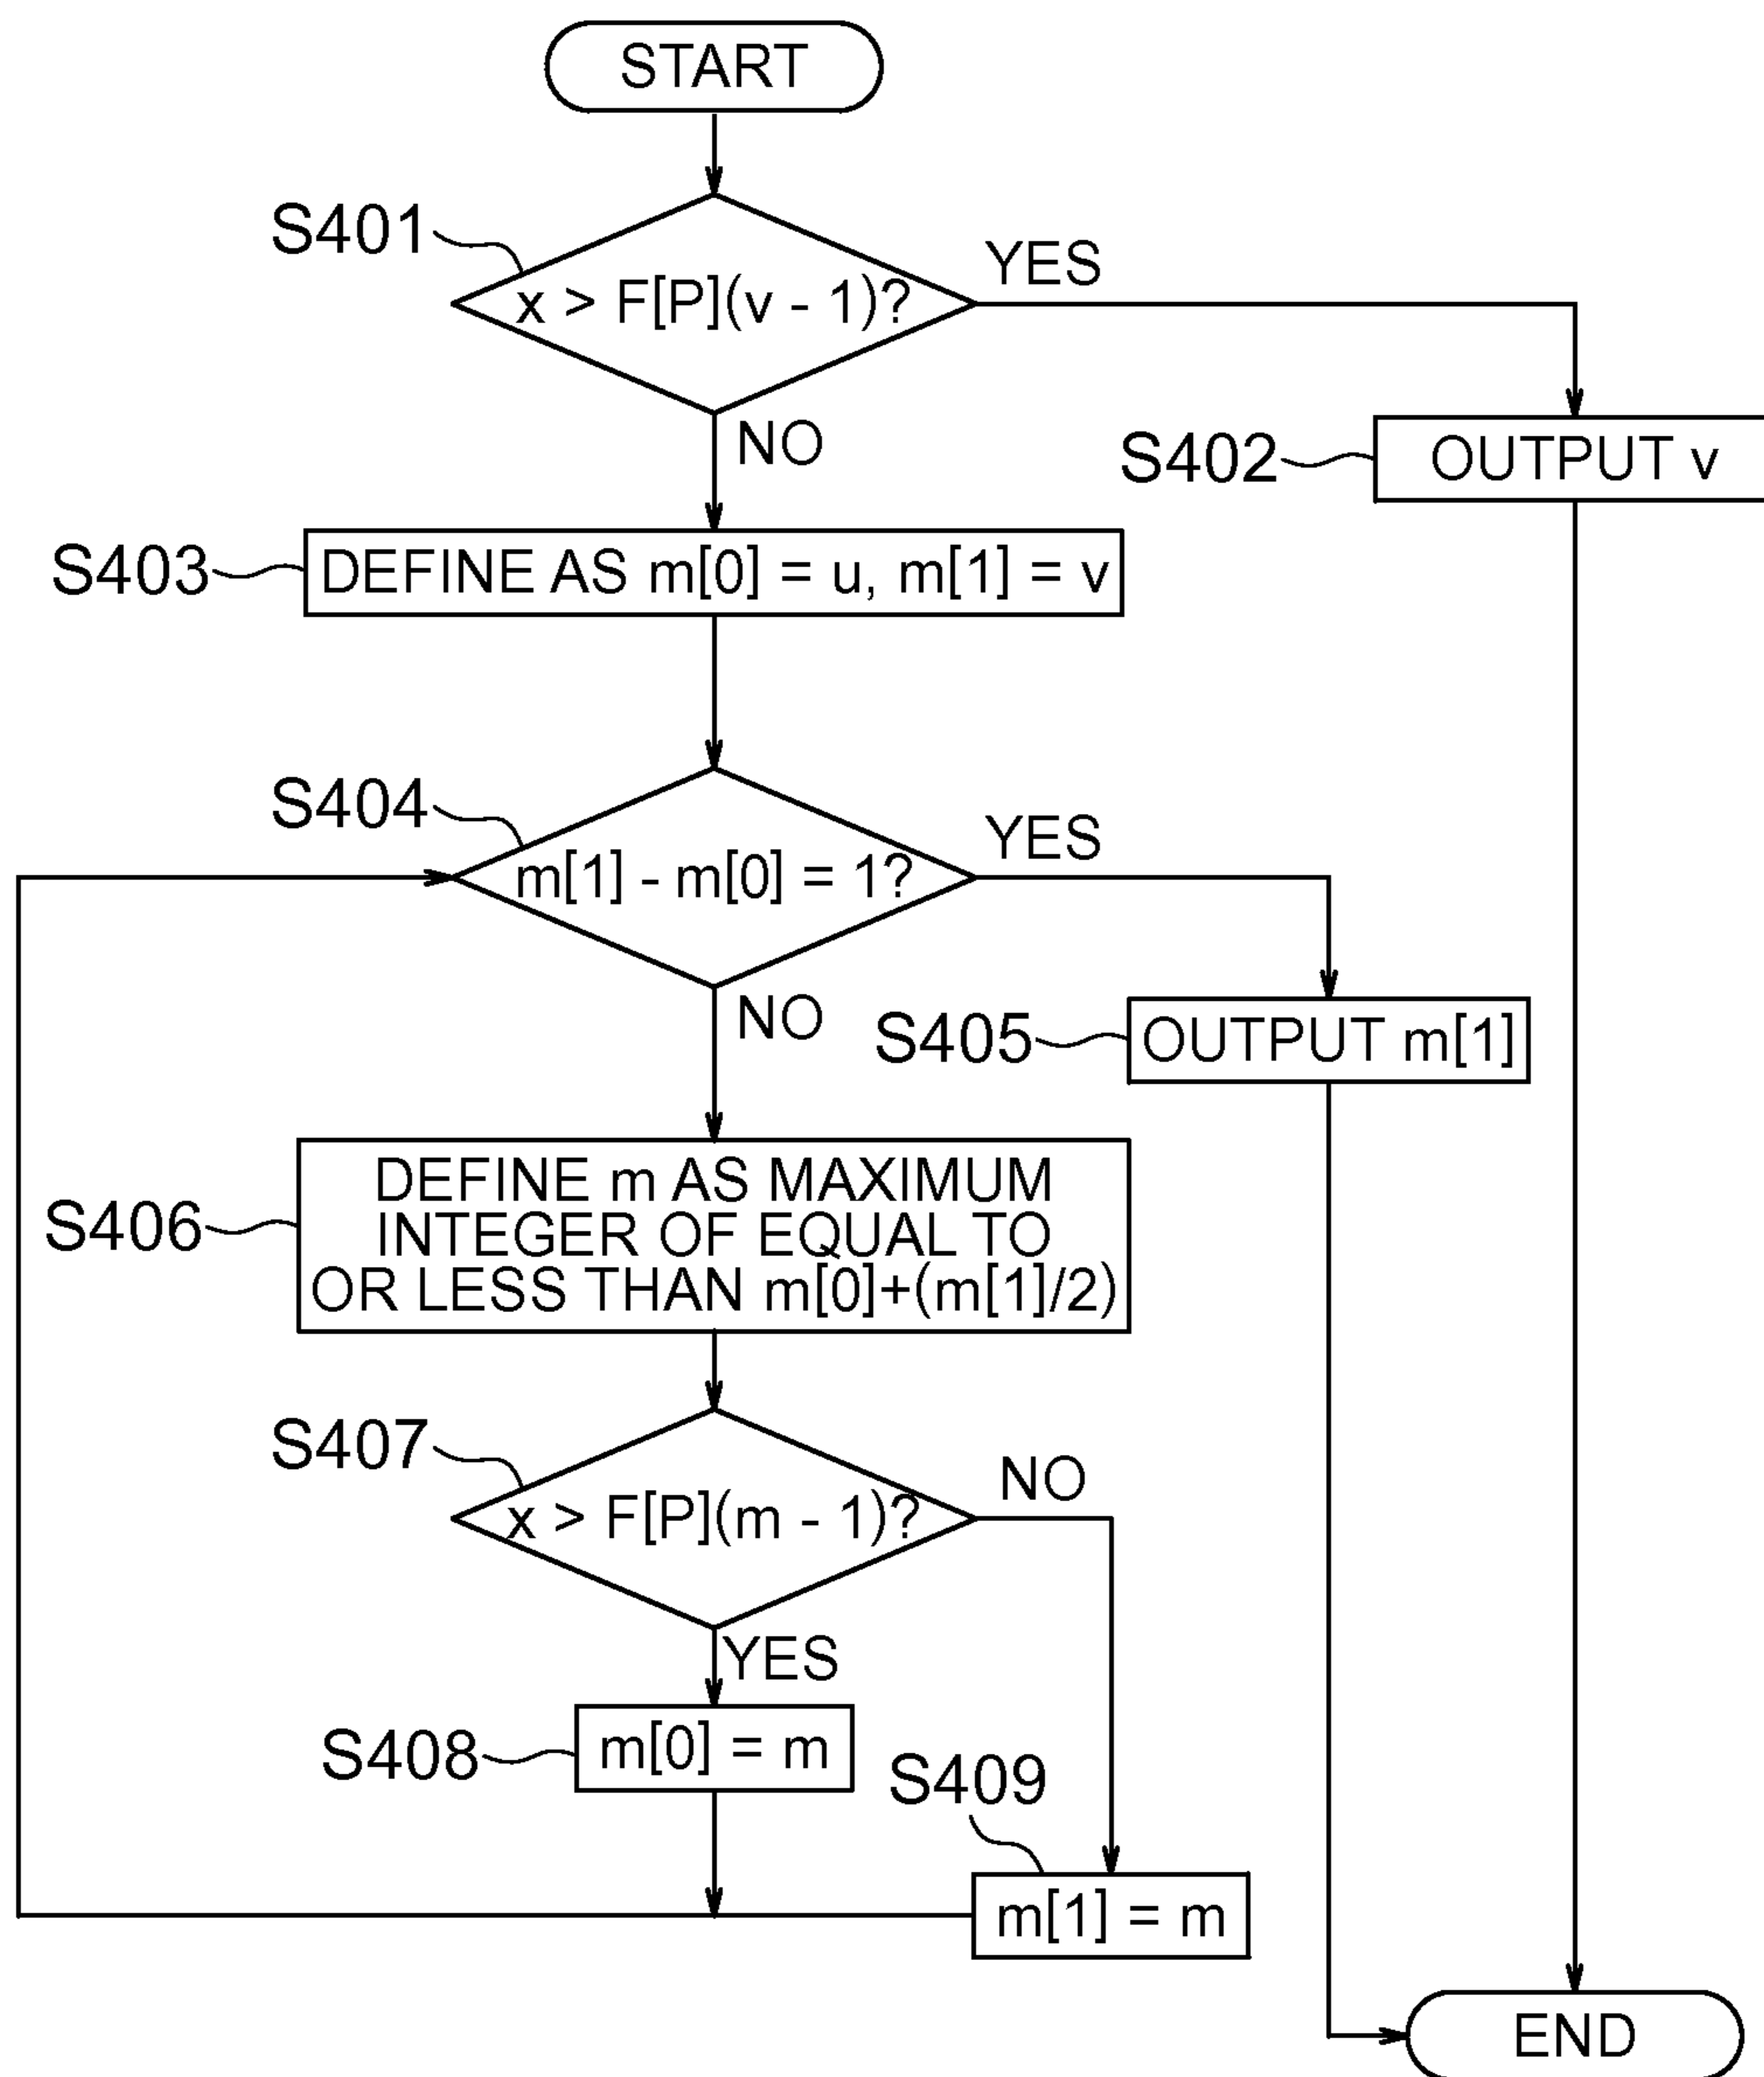 START
S401
x > F[P](v - 1)?
YES
NO
S402
OUTPUT v
S403
DEFINE AS m[0] = u, m[1] = v
S404
m[1] - m[0] = 1?
YES
NO
S405
OUTPUT m[1]
S406
DEFINE m AS MAXIMUM
INTEGER OF EQUAL TO
OR LESS THAN m[0]+(m[1]/2)
S407
x > F[P](m - 1)?
NO
YES
S408
m[0] = m
S409
m[1] = m
END